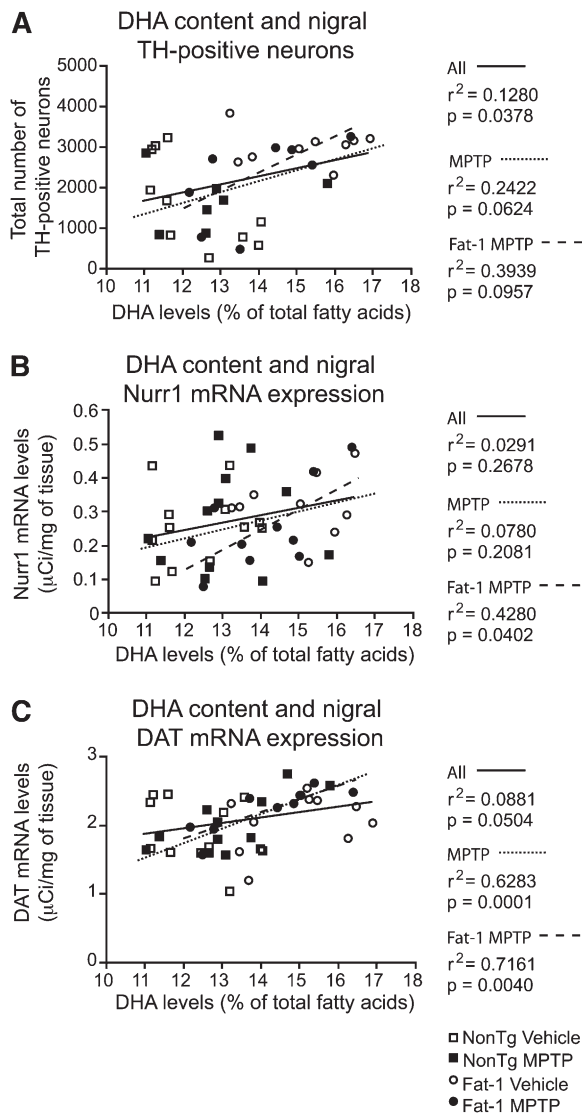 A
DHA content and nigral
TH-positive neurons
Total number of
TH-positive neurons
5000
4000
3000
2000
1000
0
10 11 12 13 14 15 16 17 18
DHA levels (% of total fatty acids)
All
r2 = 0.1280
p = 0.0378
MPTP
r2 = 0.2422
p = 0.0624
Fat-1 MPTP
r2 = 0.3939
p = 0.0957
B
DHA content and nigral
Nurr1 mRNA expression
Nurr1 mRNA levels
(μCi/mg of tissue)
0.6
0.5
0.4
0.3
0.2
0.1
0
10 11 12 13 14 15 16 17 18
DHA levels (% of total fatty acids)
All
r2 = 0.0291
p = 0.2678
MPTP
r2 = 0.0780
p = 0.2081
Fat-1 MPTP
r2 = 0.4280
p = 0.0402
C
DHA content and nigral
DAT mRNA expression
DAT mRNA levels
(μCi/mg of tissue)
3
2
1
0
10 11 12 13 14 15 16 17 18
DHA levels (% of total fatty acids)
All
r2 = 0.0881
p = 0.0504
MPTP
r2 = 0.6283
p = 0.0001
Fat-1 MPTP
r2 = 0.7161
p = 0.0040
NonTg Vehicle
NonTg MPTP
Fat-1 Vehicle
Fat-1 MPTP